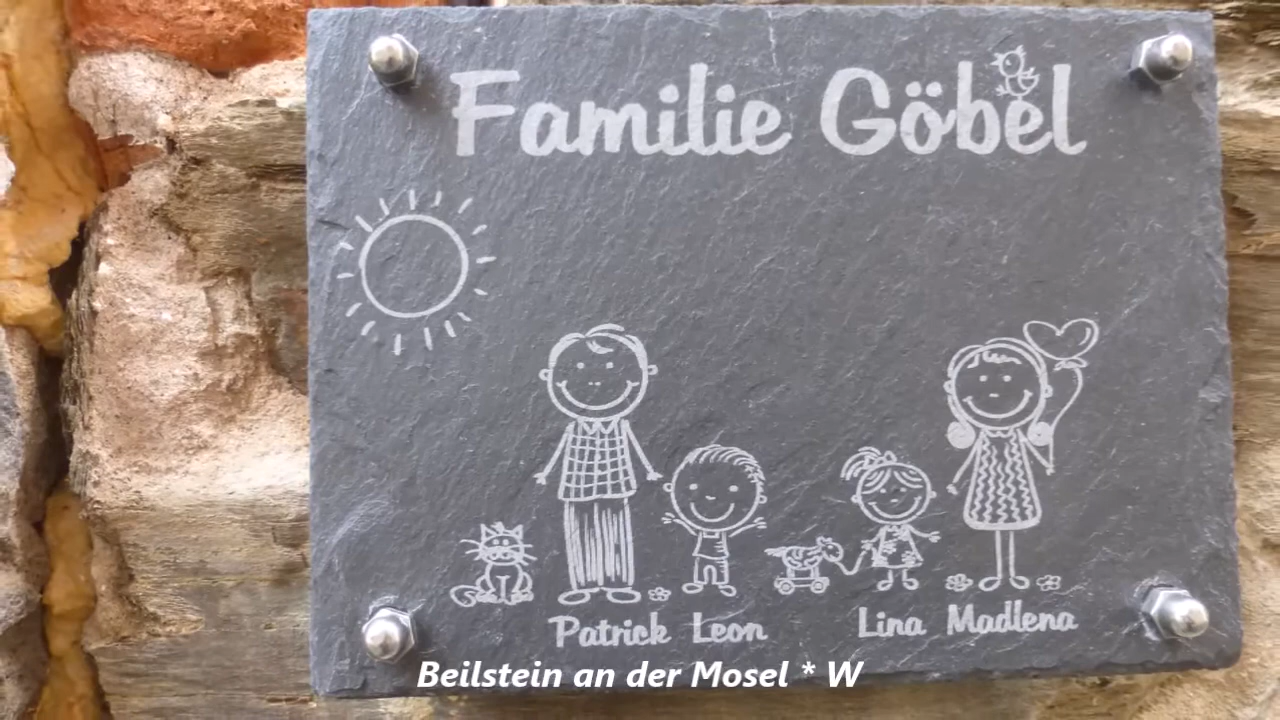 Familie Göbel
Patrick Leon Lina Madlena
Beilstein an der Mosel * W